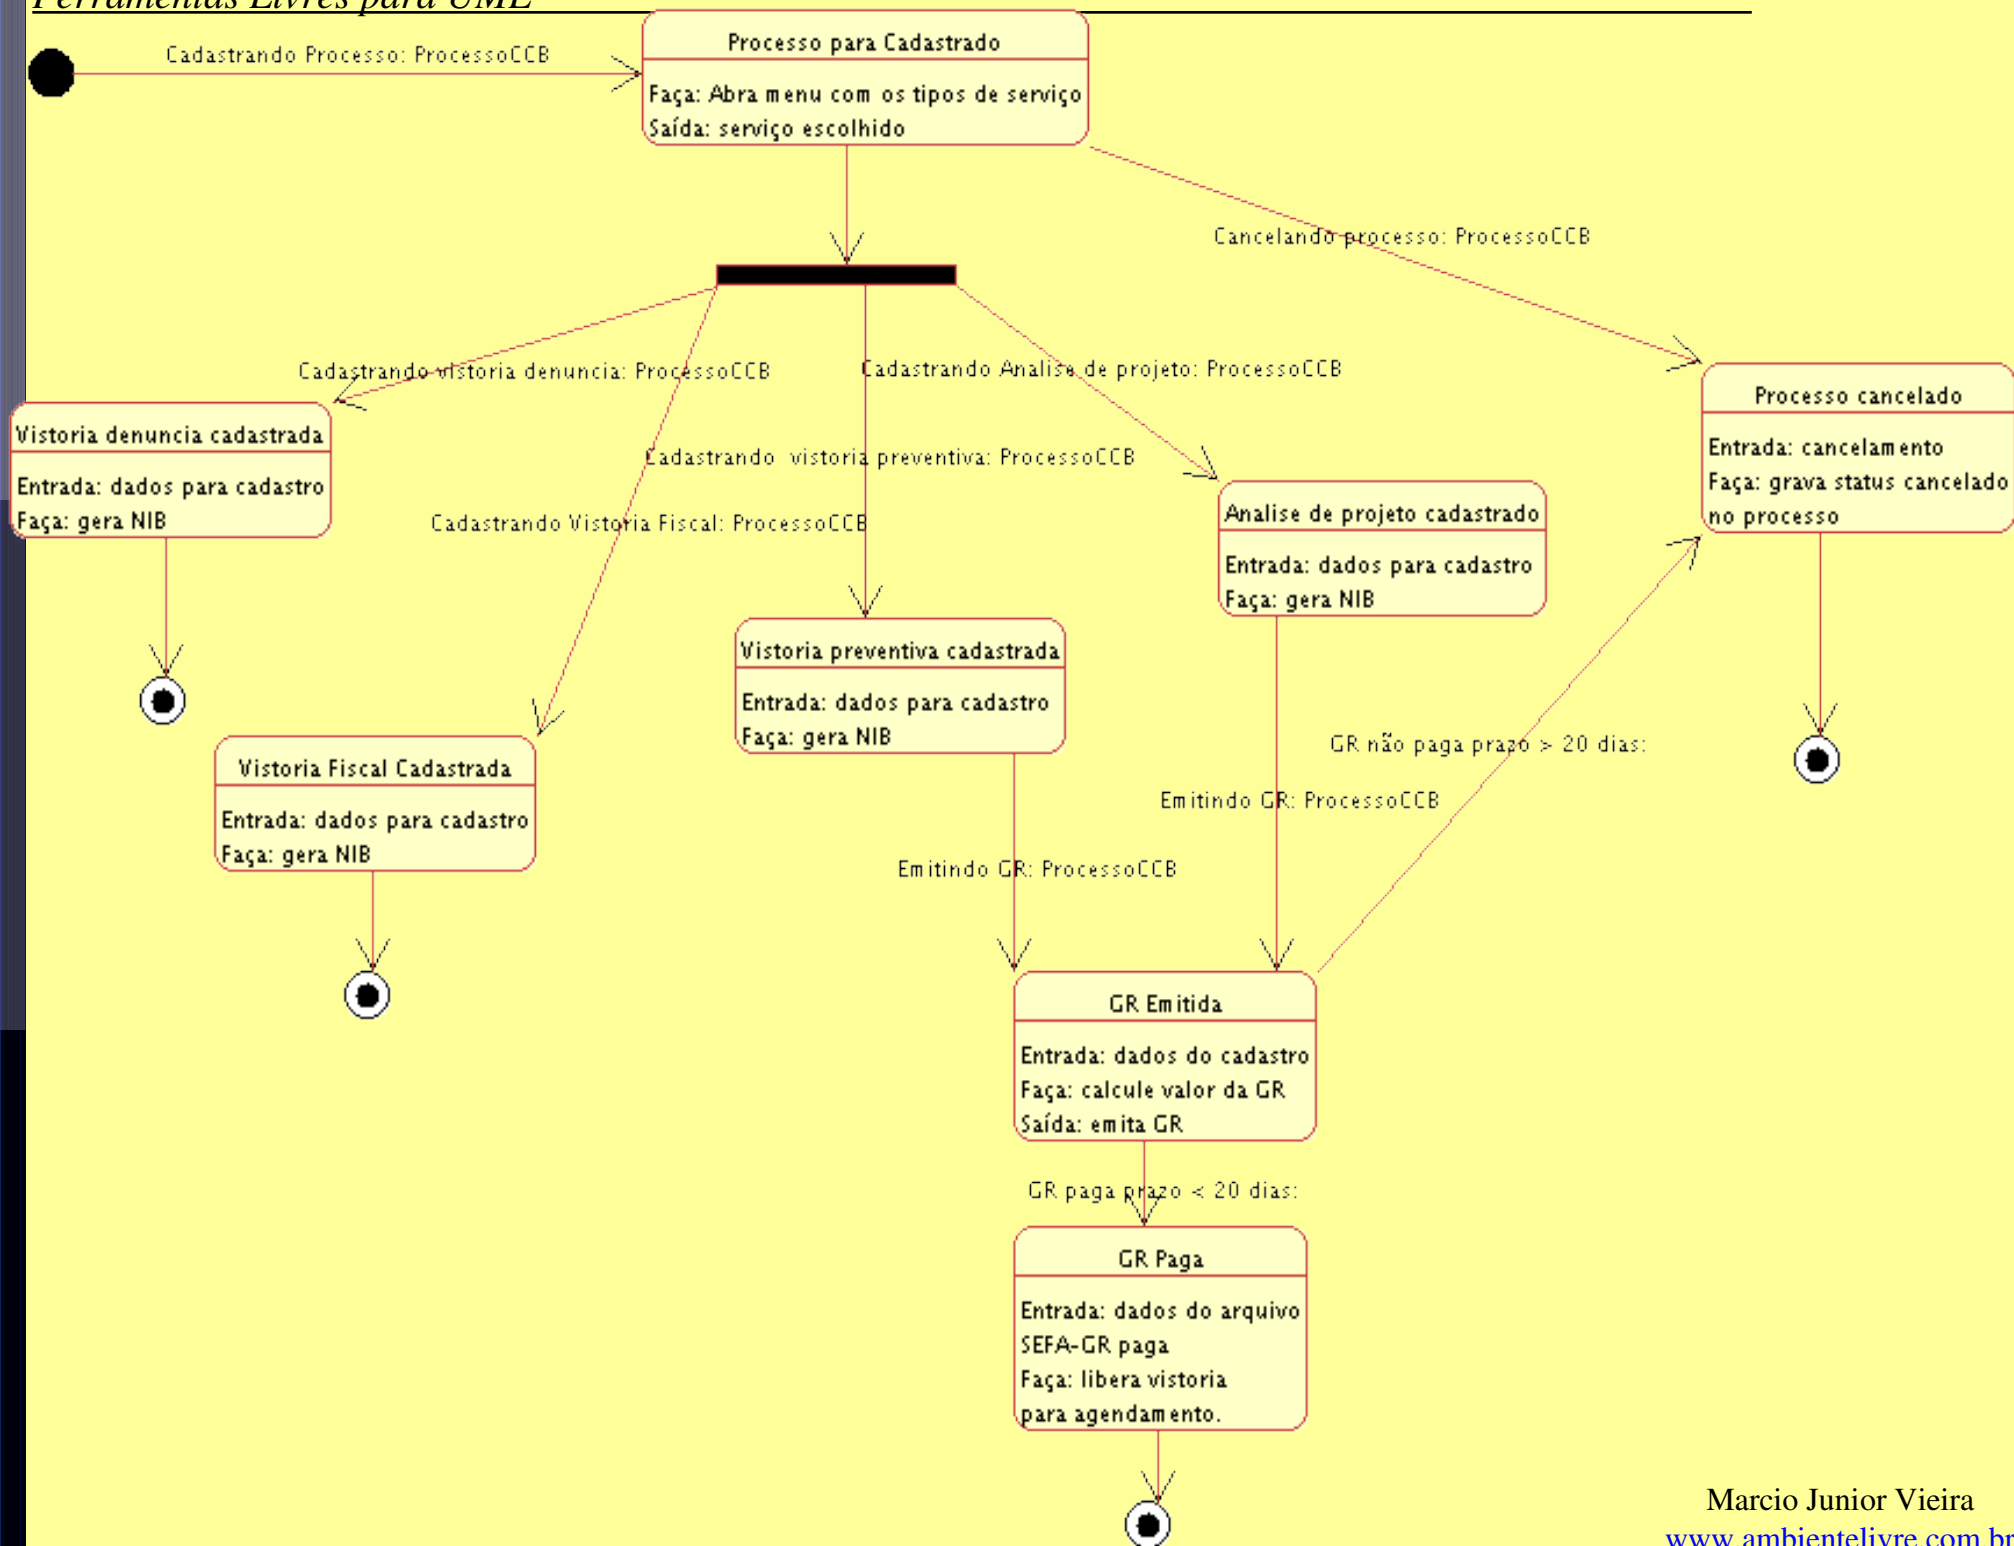 Ferramentas Livres para UML
Cadastrando Processo: ProcessoCCB
Processo para Cadastrado
Faça: Abra menu com os tipos de serviço
Saída: serviço escolhido
Cancelando processo: ProcessoCCB
Cadastrando vistoria denuncia: ProcessoCCB
Cadastrando Analise de projeto: ProcessoCCB
Processo cancelado
Entrada: cancelamento
Faça: grava status cancelado
no processo
Vistoria denuncia cadastrada
Entrada: dados para cadastro
Faça: gera NIB
Cadastrando vistoria preventiva: ProcessoCCB
Cadastrando Vistoria Fiscal: ProcessoCCB
Analise de projeto cadastrado
Entrada: dados para cadastro
Faça: gera NIB
Vistoria preventiva cadastrada
Entrada: dados para cadastro
Faça: gera NIB
Vistoria Fiscal Cadastrada
Entrada: dados para cadastro
Faça: gera NIB
GR não paga prazo > 20 dias:
Emitindo GR: ProcessoCCB
Emitindo GR: ProcessoCCB
GR Emitida
Entrada: dados do cadastro
Faça: calcule valor da GR
Saída: emita GR
GR paga prazo < 20 dias:
GR Paga
Entrada: dados do arquivo
SEFA-GR paga
Faça: libera vistoria
para agendamento.
Marcio Junior Vieira
www.ambientelivre.com.br